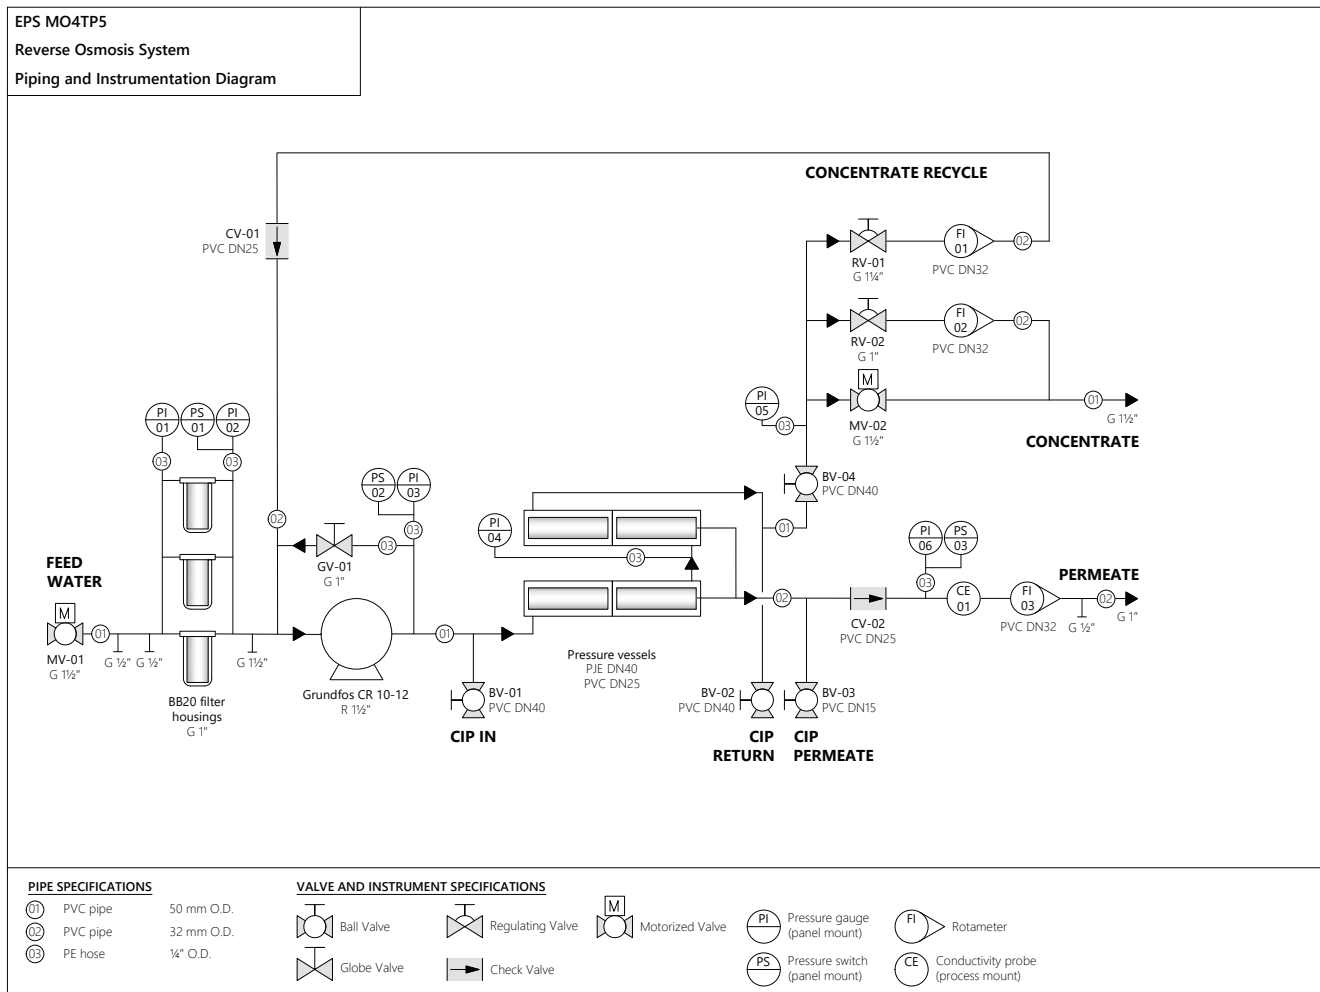 EPS MO4TP5
Reverse Osmosis System
Piping and Instrumentation Diagram
CONCENTRATE RECYCLE
CV-01
PVC DN25
RV-01
G 1¼"
FI
01
PVC DN32
02
RV-02
G 1"
FI
02
PVC DN32
02
M
MV-02
G 1½"
01
G 1½"
CONCENTRATE
PI
05
03
BV-04
PVC DN40
01
PI
01
PS
01
PI
02
03
03
PS
02
PI
03
03
02
03
GV-01
G 1"
PI
04
03
PI
06
PS
03
03
FEED
WATER
M
MV-01
G 1½"
01
G ½"
G ½"
G 1½"
BB20 filter
housings
G 1"
Grundfos CR 10-12
R 1½"
01
BV-01
PVC DN40
CIP IN
Pressure vessels
PJE DN40
PVC DN25
02
BV-02
PVC DN40
CIP
RETURN
BV-03
PVC DN15
CIP
PERMEATE
CV-02
PVC DN25
CE
01
FI
03
PVC DN32
G ½"
02
G 1"
PERMEATE
PIPE SPECIFICATIONS
01 PVC pipe 50 mm O.D.
02 PVC pipe 32 mm O.D.
03 PE hose ¼" O.D.
VALVE AND INSTRUMENT SPECIFICATIONS
Ball Valve
Globe Valve
Regulating Valve
Check Valve
M
Motorized Valve
PI
Pressure gauge
(panel mount)
PS
Pressure switch
(panel mount)
FI
Rotameter
CE
Conductivity probe
(process mount)